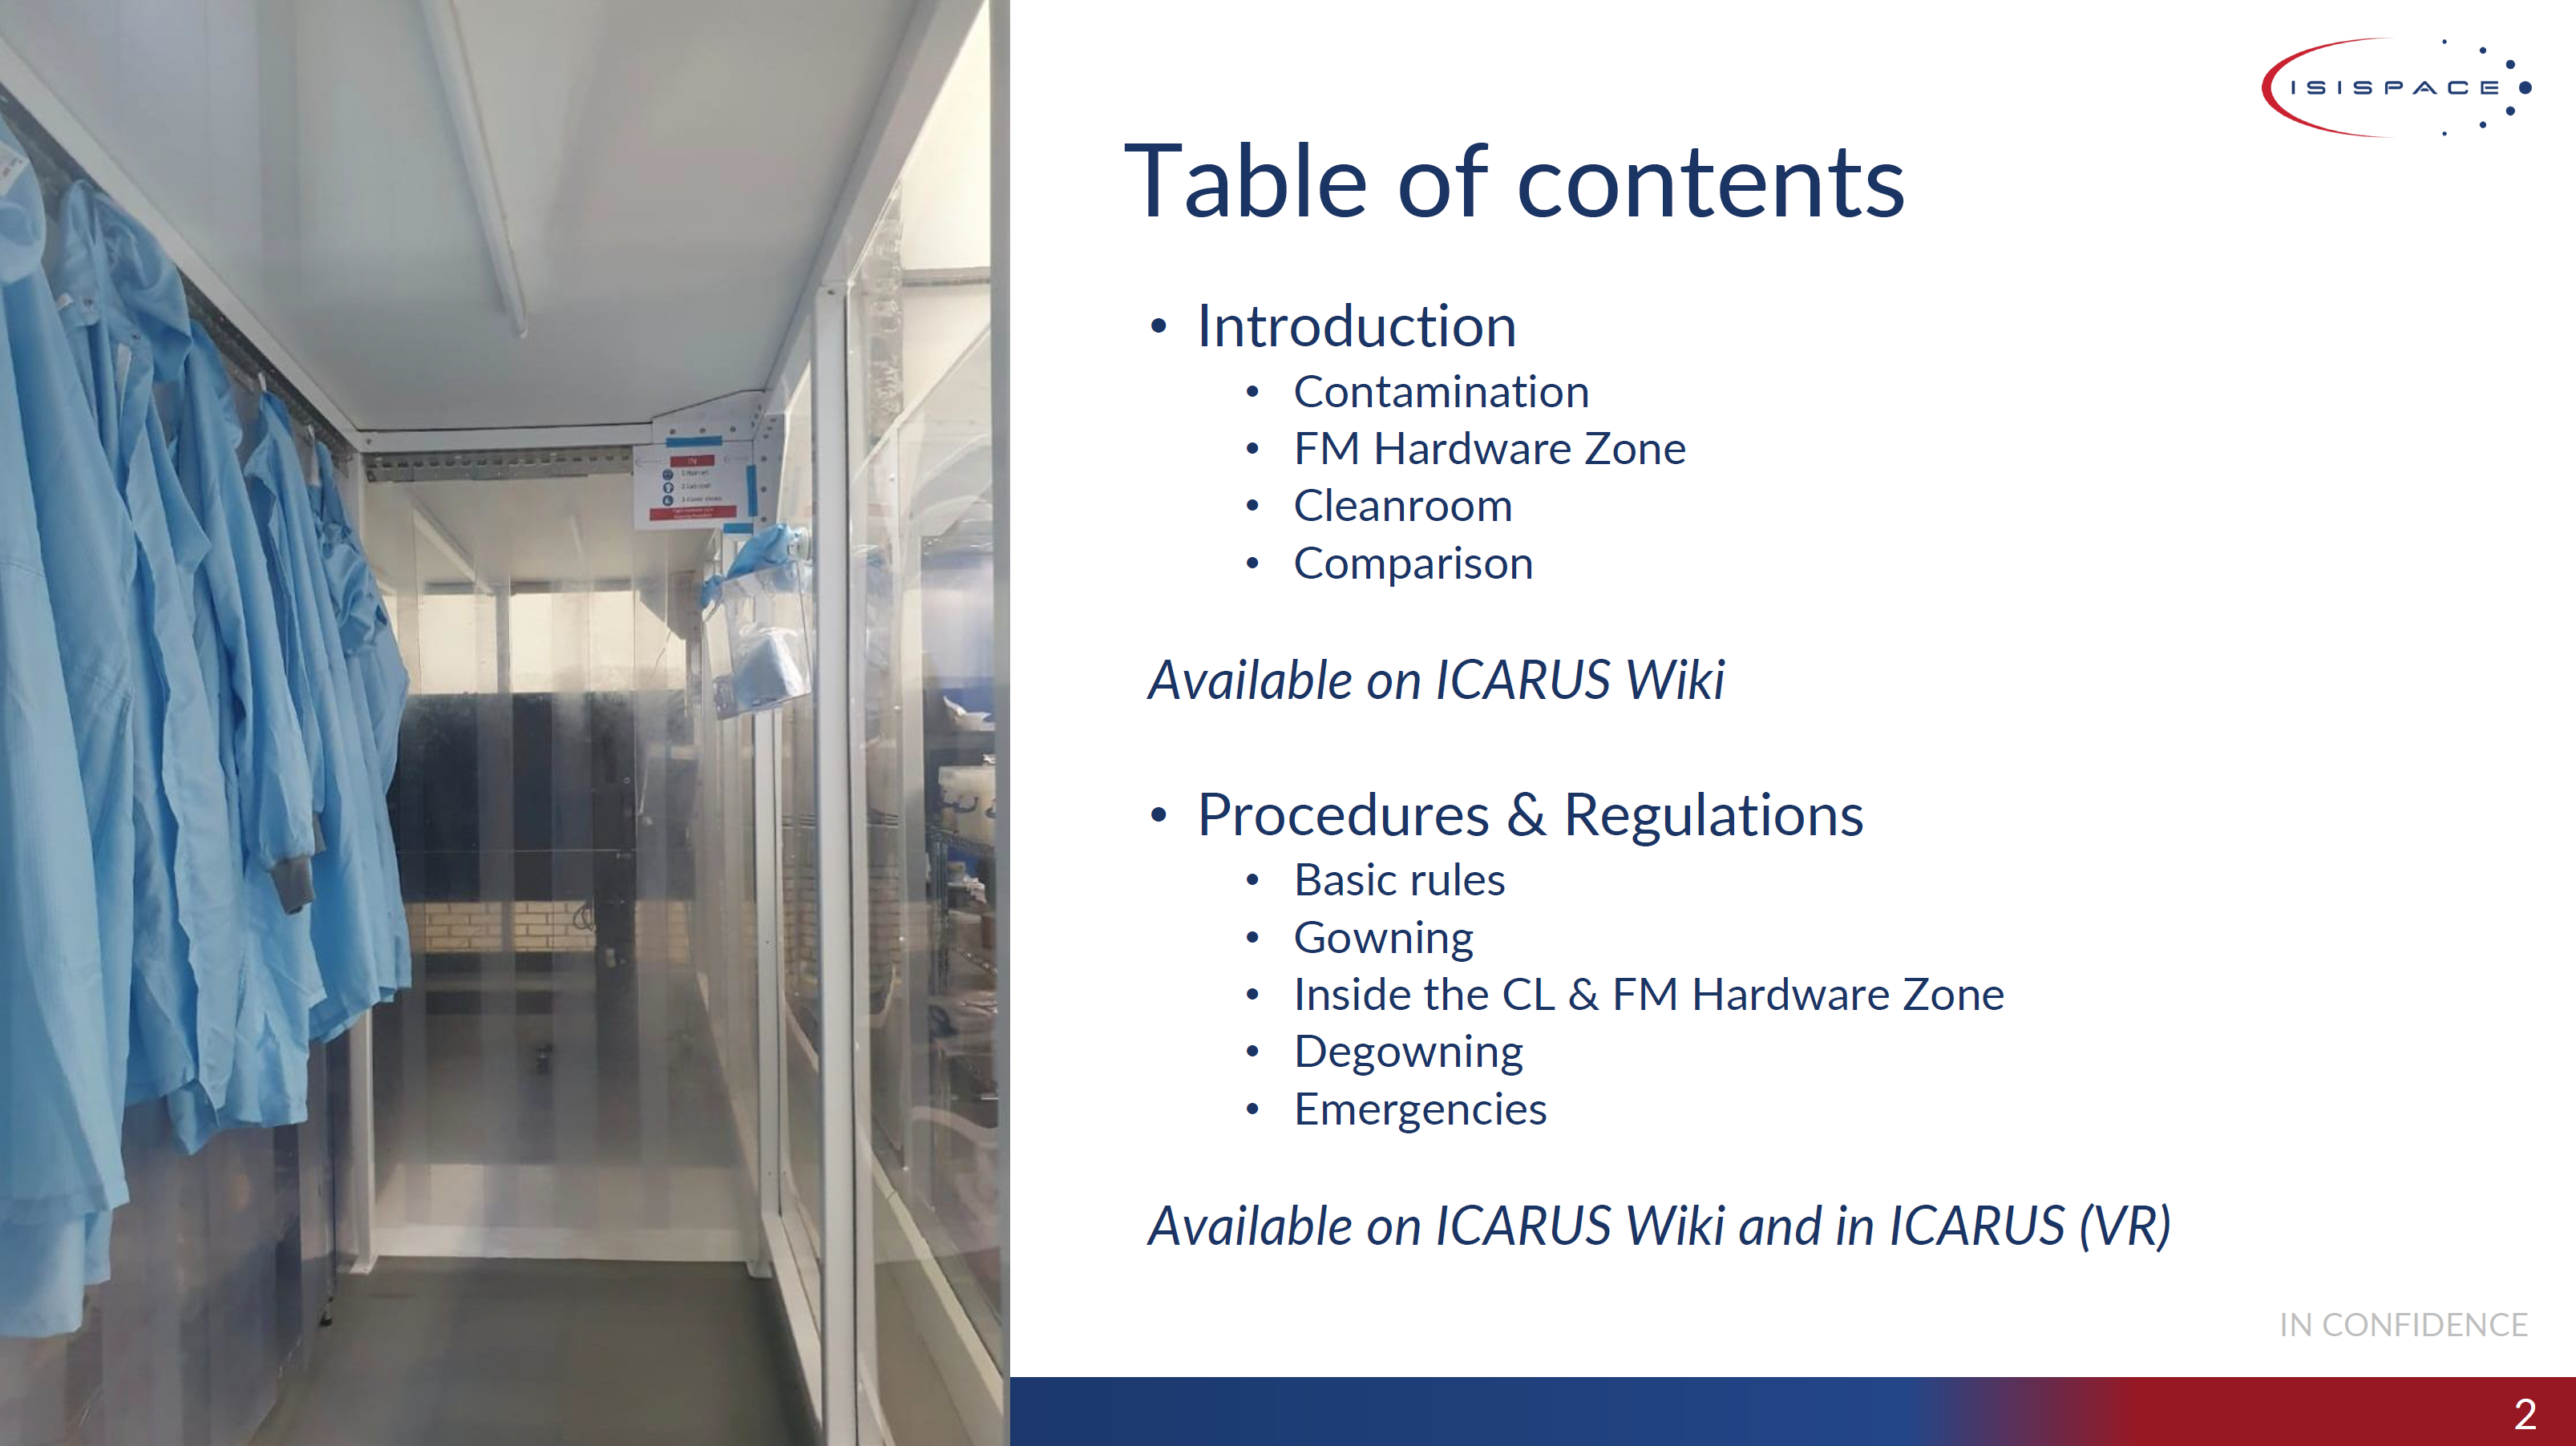 ISISPACE
Table of contents
• Introduction
• Contamination
• FM Hardware Zone
• Cleanroom
• Comparison
Available on ICARUS Wiki
• Procedures & Regulations
• Basic rules
• Gowning
• Inside the CL & FM Hardware Zone
• Degowning
• Emergencies
Available on ICARUS Wiki and in ICARUS (VR)
IN CONFIDENCE
2
IN